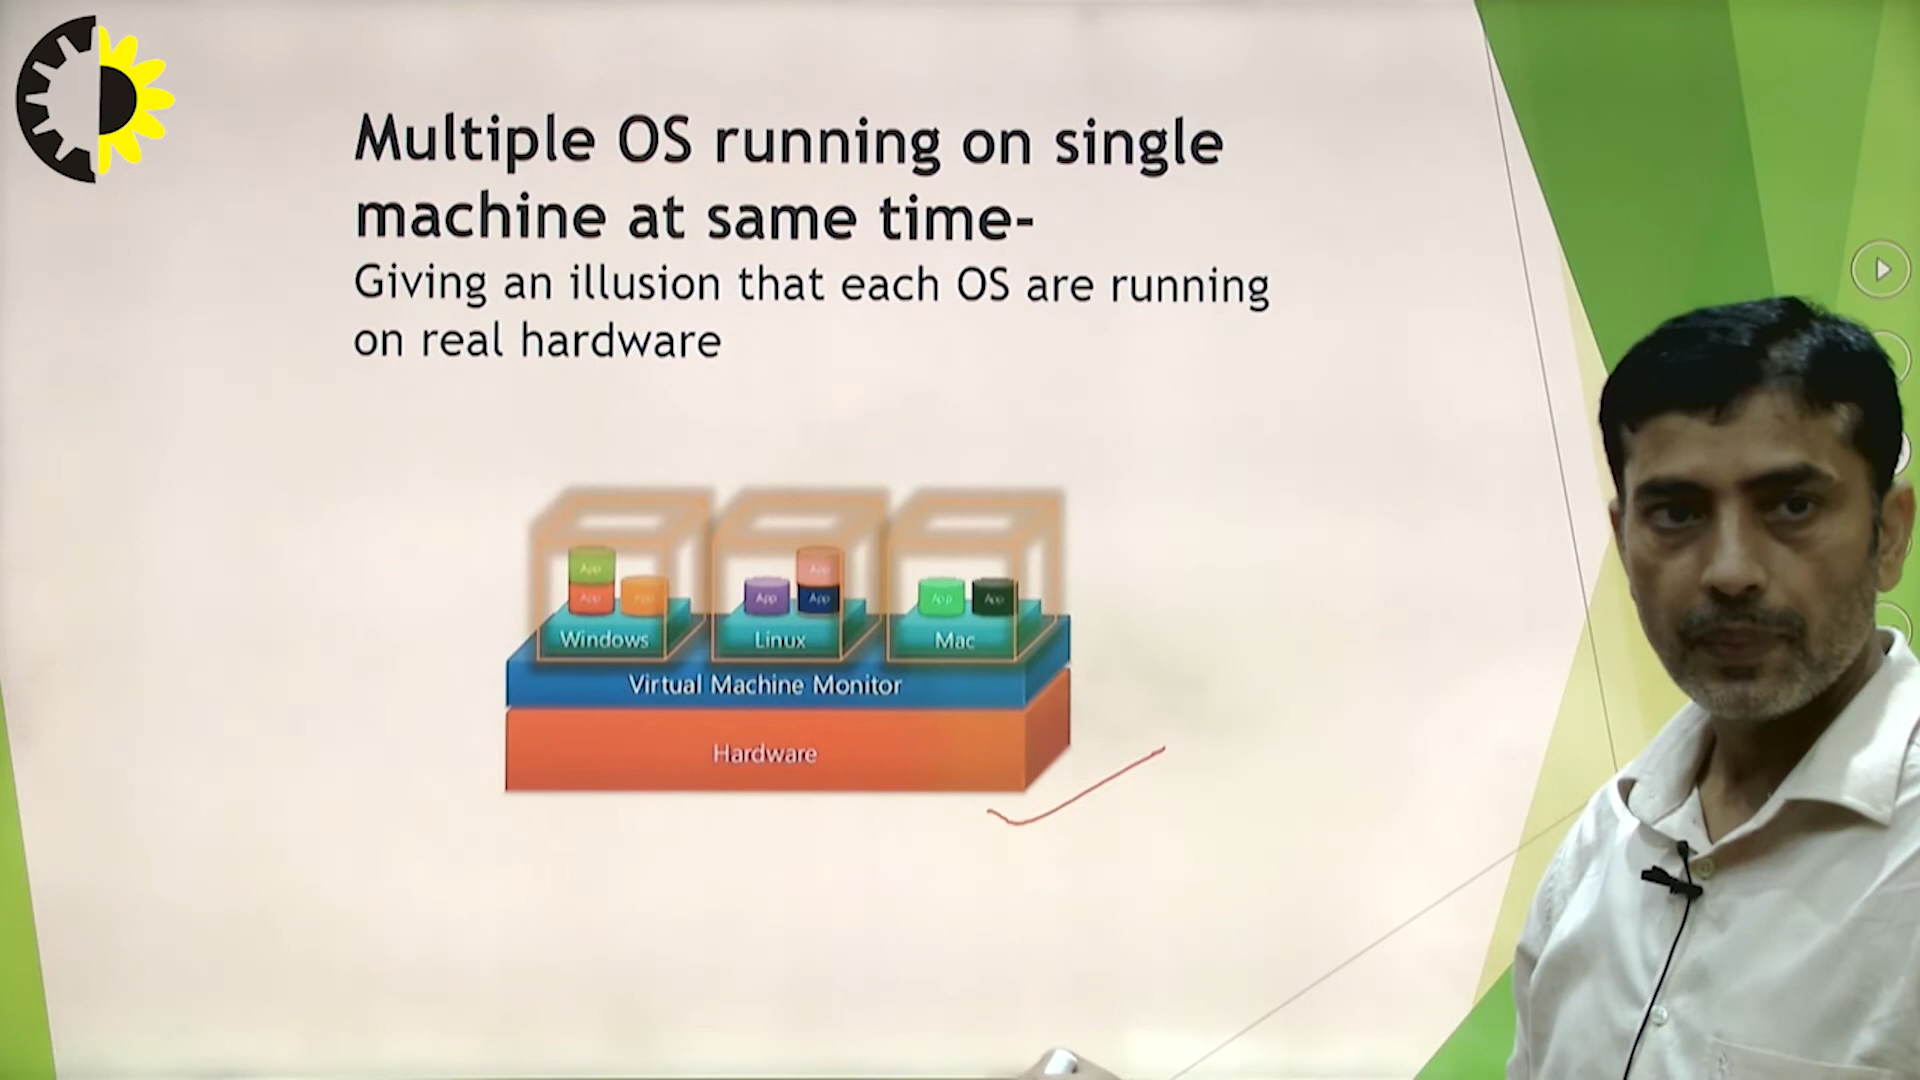 Multiple OS running on single
machine at same time-
Giving an illusion that each OS are running
on real hardware
App
App App App
App App App App
Windows Linux Mac
Virtual Machine Monitor
Hardware